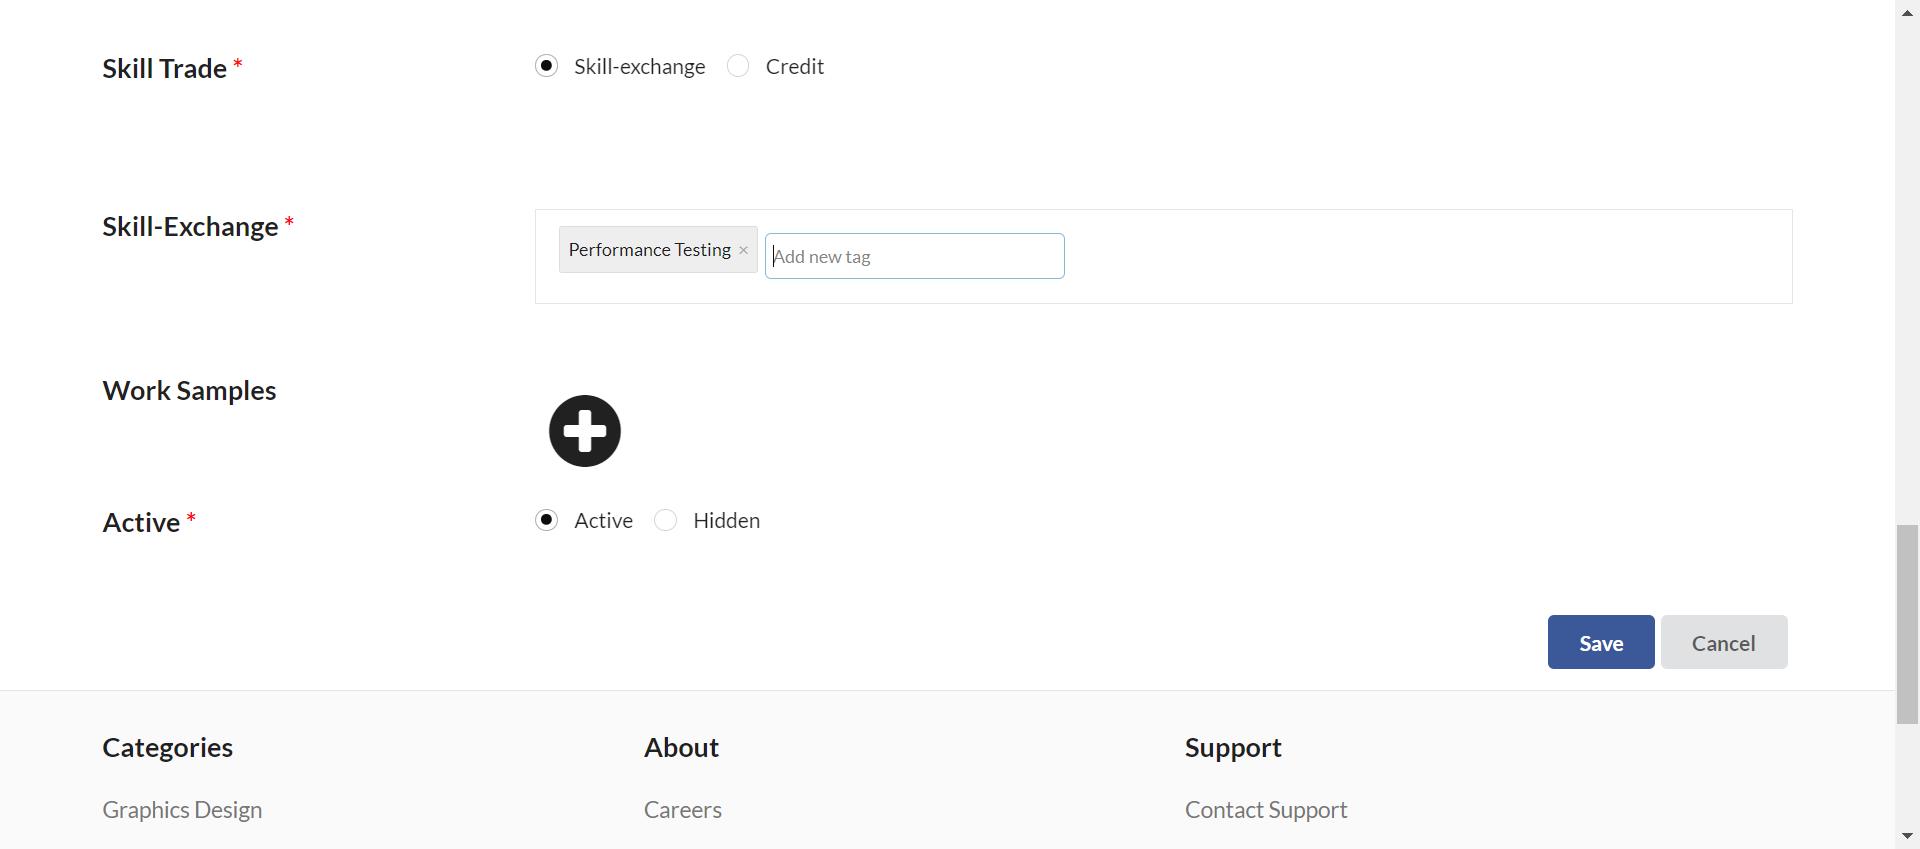 Skill Trade * Skill-exchange Credit
Skill-Exchange * Performance Testing × Add new tag
Work Samples
Active * Active Hidden
Save Cancel
Categories About Support
Graphics Design Careers Contact Support